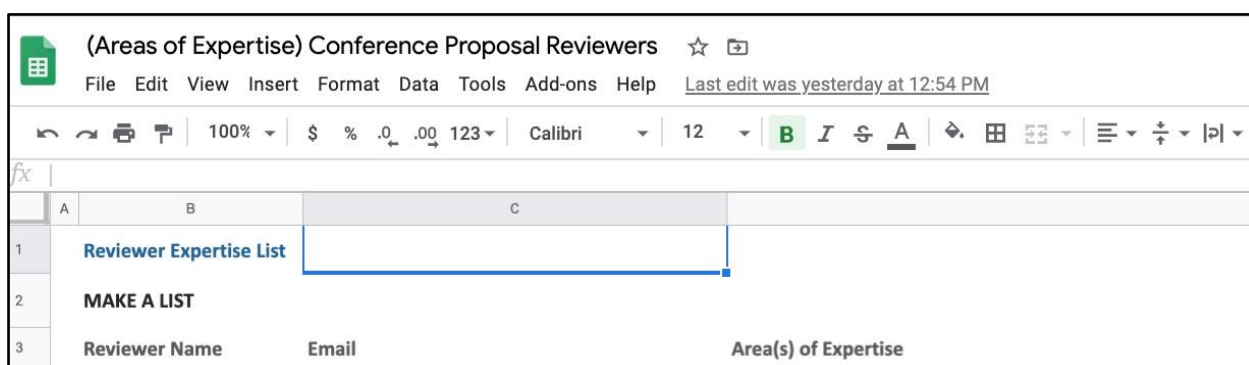 (Areas of Expertise) Conference Proposal Reviewers
File Edit View Insert Format Data Tools Add-ons Help Last edit was yesterday at 12:54 PM
100% $ % .0 .00 123 Calibri 12 B I S A
fx
A B C
1 Reviewer Expertise List
2 MAKE A LIST
3 Reviewer Name Email Area(s) of Expertise